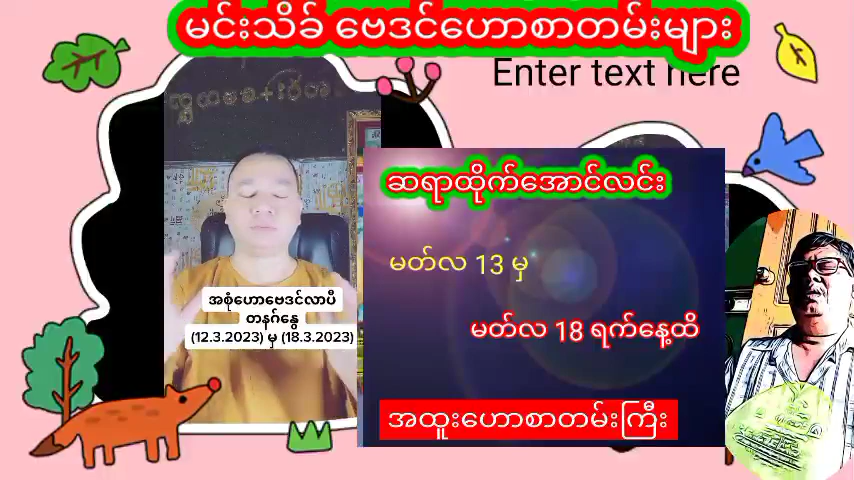 မင်းသိခ် ဗေဒင်ဟောစာတမ်းများ
Enter text here
ဆရာထိုက်အောင်လင်း
မတ်လ 13 မှ
မတ်လ 18 ရက်နေ့ထိ
အထူးဟောစာတမ်းကြီး
အစုံဟောဗေဒင်လာပီ
တနင်္ဂနွေ
(12.3.2023) မှ (18.3.2023)